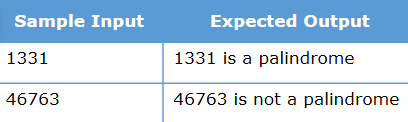 Sample Input Expected Output
1331 1331 is a palindrome
46763 46763 is not a palindrome